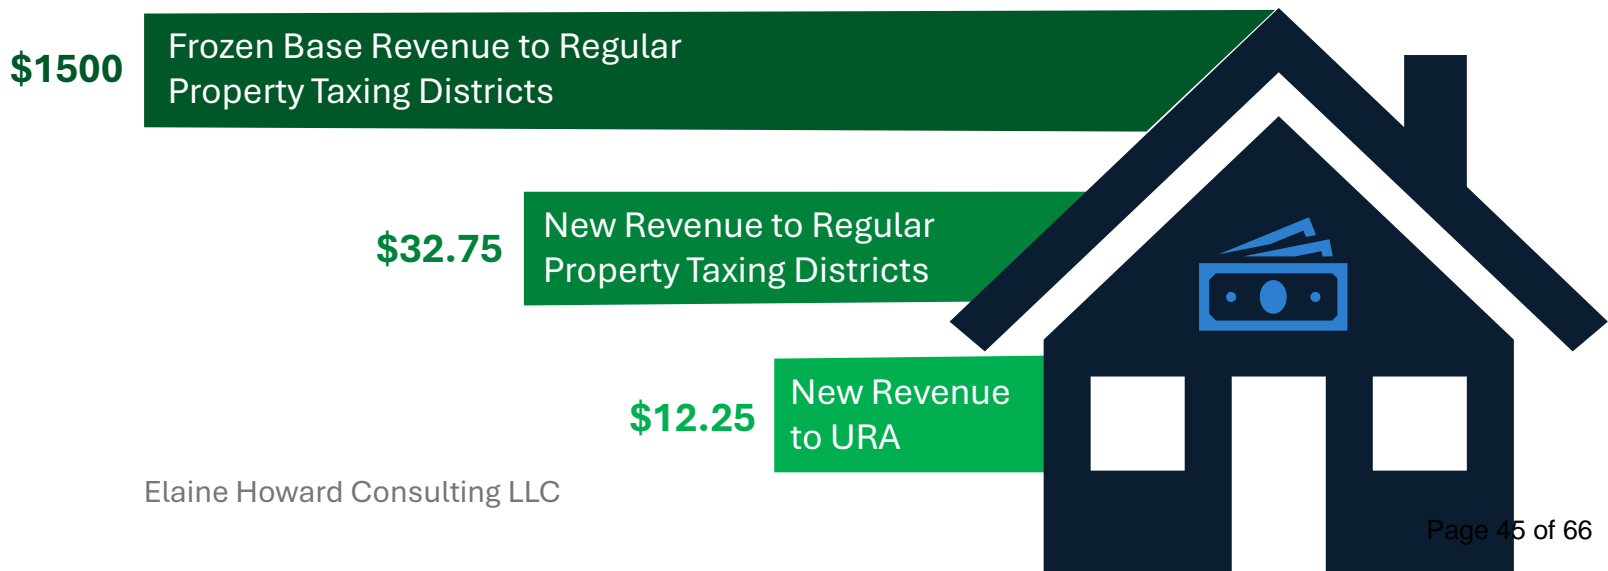 $1500
Frozen Base Revenue to Regular
Property Taxing Districts
$32.75
New Revenue to Regular
Property Taxing Districts
$12.25
New Revenue
to URA
Elaine Howard Consulting LLC
Page 45 of 66